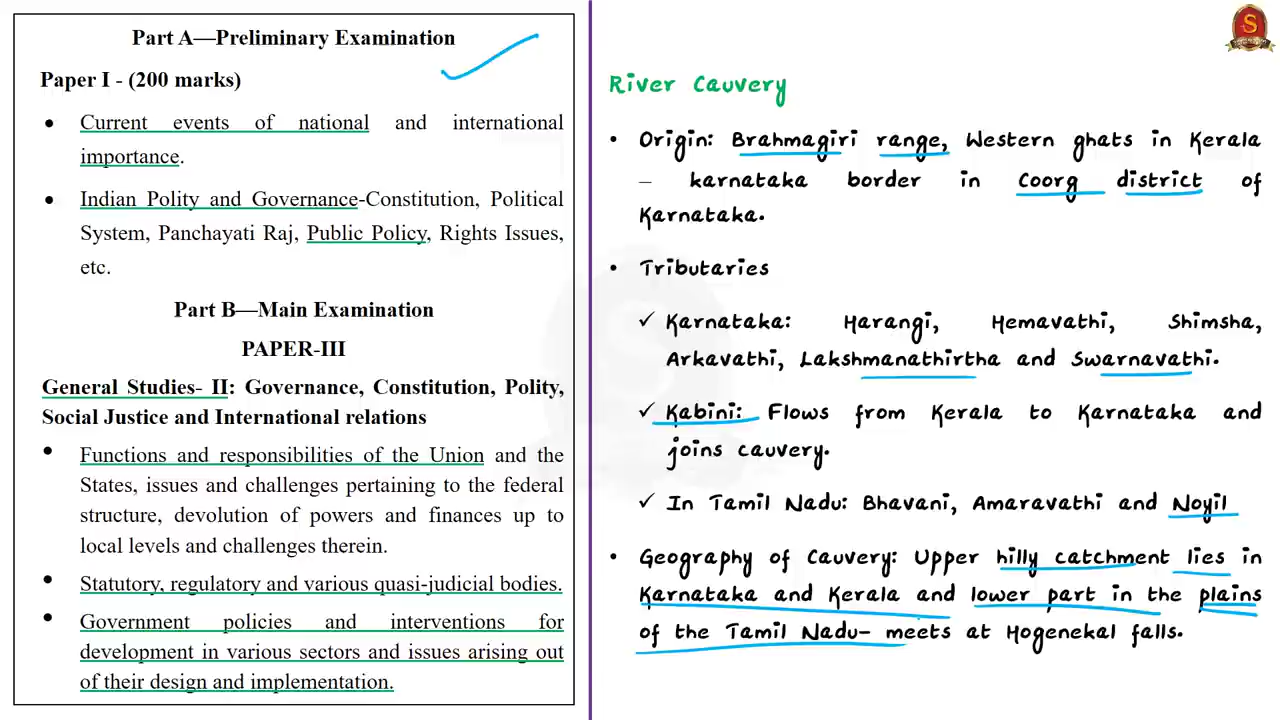 Part A—Preliminary Examination
Paper I - (200 marks)
• Current events of national and international
importance.
• Indian Polity and Governance-Constitution, Political
System, Panchayati Raj, Public Policy, Rights Issues,
etc.
Part B—Main Examination
PAPER-III
General Studies- II: Governance, Constitution, Polity,
Social Justice and International relations
• Functions and responsibilities of the Union and the
States, issues and challenges pertaining to the federal
structure, devolution of powers and finances up to
local levels and challenges therein.
• Statutory, regulatory and various quasi-judicial bodies.
• Government policies and interventions for
development in various sectors and issues arising out
of their design and implementation.
River Cauvery
• Origin: Brahmagiri range, Western ghats in Kerala
– karnataka border in Coorg district of
Karnataka.
• Tributaries
✓ Karnataka: Harangi, Hemavathi, Shimsha,
Arkavathi, Lakshmanathirtha and Swarnavathi.
✓ Kabini: Flows from Kerala to Karnataka and
joins cauvery.
✓ In Tamil Nadu: Bhavani, Amaravathi and Noyil
• Geography of Cauvery: Upper hilly catchment lies in
Karnataka and Kerala and lower part in the plains
of the Tamil Nadu- meets at Hogenekal falls.